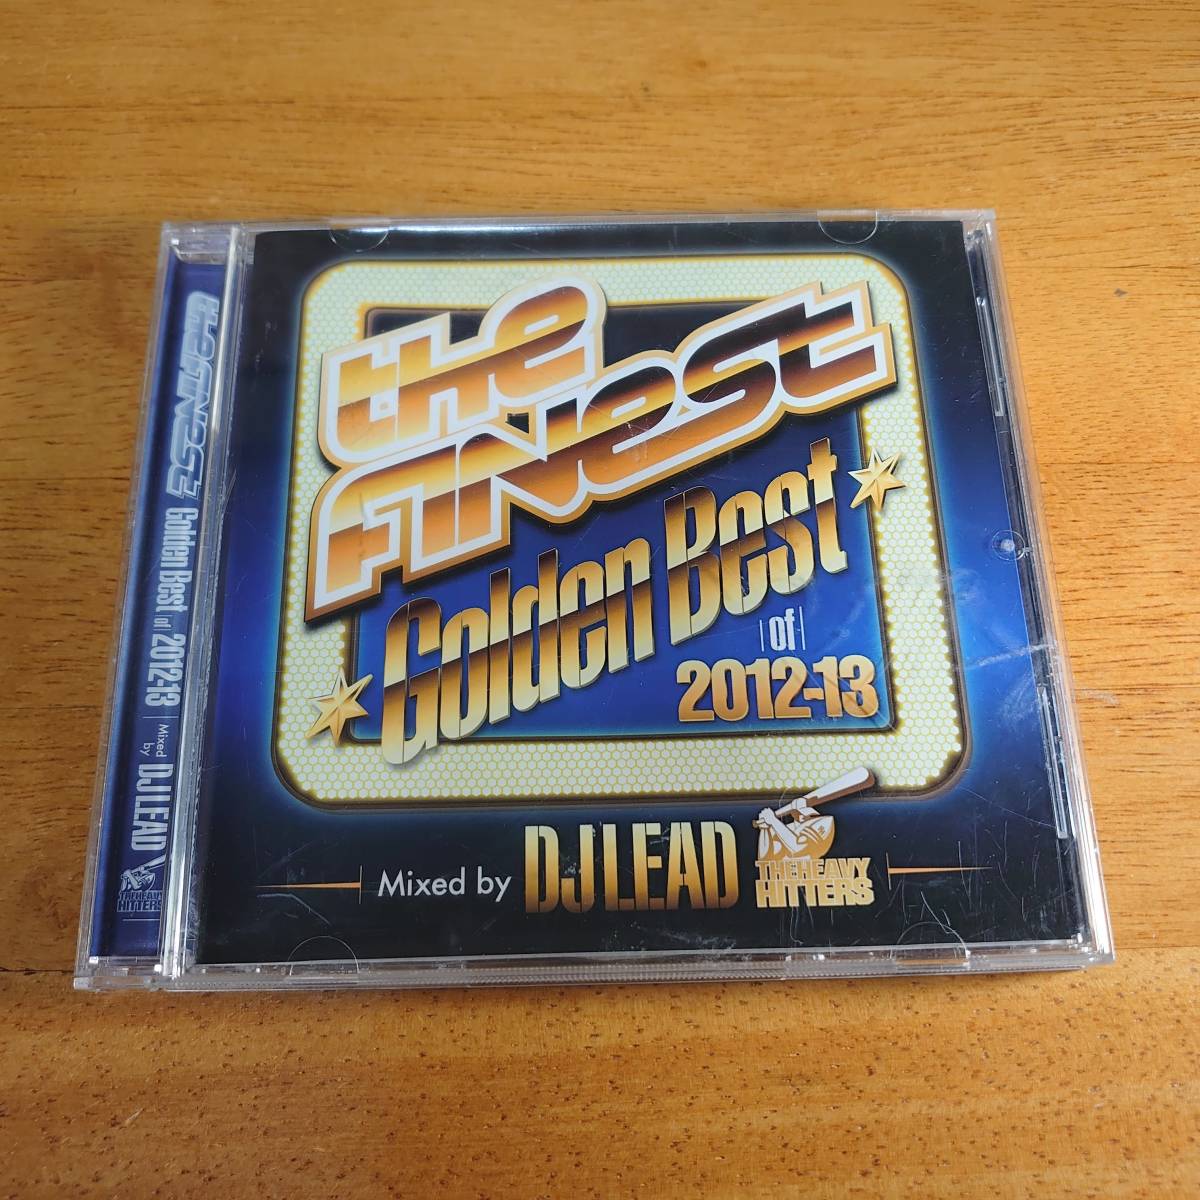 the
FINEST
Golden Best
of
2012-13
Mixed by DJ LEAD
THE HEAVY
HITTERS
the FINEST Golden Best of 2012-13 Mixed by DJ LEAD
THE HEAVY
HITTERS